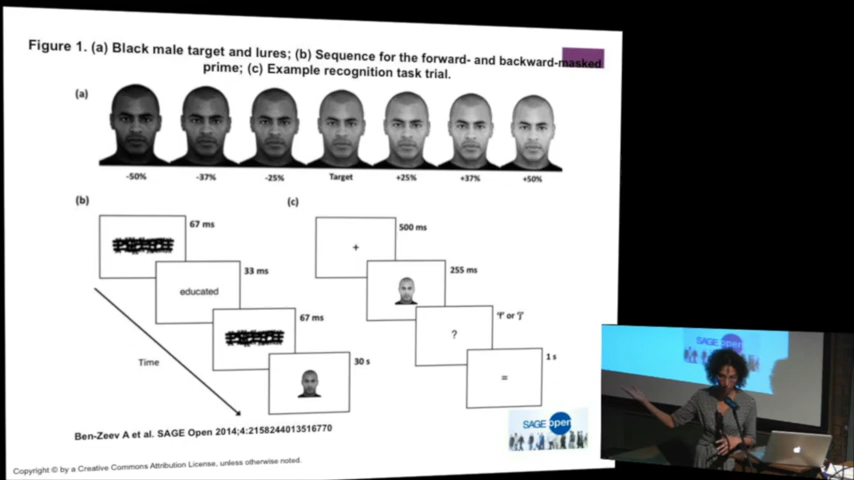 Figure 1. (a) Black male target and lures; (b) Sequence for the forward- and backward-masked
prime; (c) Example recognition task trial.
(a)
-50% -37% -25% Target +25% +37% +50%
(b)
67 ms
33 ms
educated
67 ms
30 s
Time
(c)
500 ms
+
255 ms
'f' or 'j'
?
1 s
=
Ben-Zeev A et al. SAGE Open 2014;4:2158244013516770
SAGE open
Copyright © by a Creative Commons Attribution License, unless otherwise noted.
SAGE open